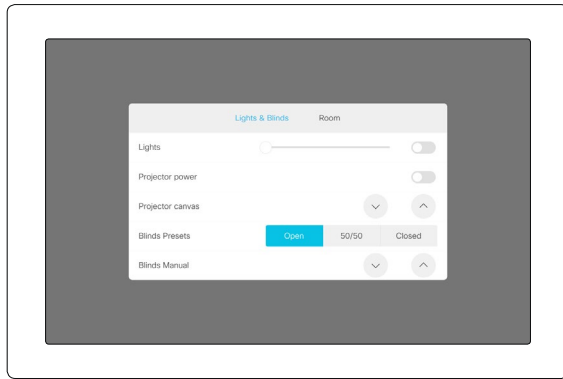 Lights & Blinds Room
Lights
Projector power
Projector canvas
Blinds Presets Open 50/50 Closed
Blinds Manual